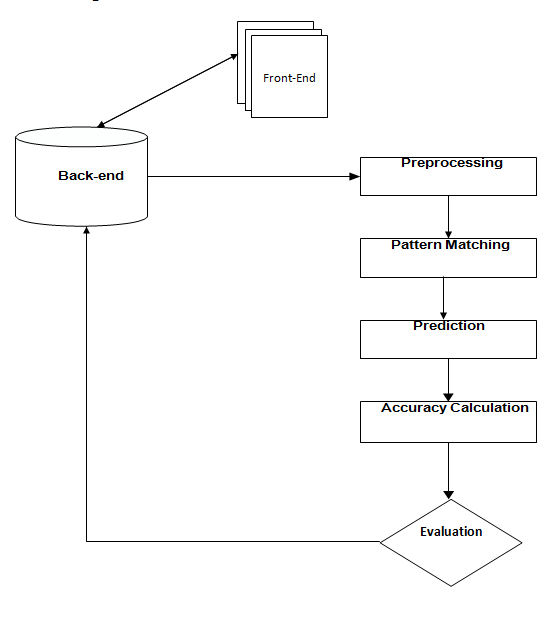 Front-End
Back-end
Preprocessing
Pattern Matching
Prediction
Accuracy Calculation
Evaluation